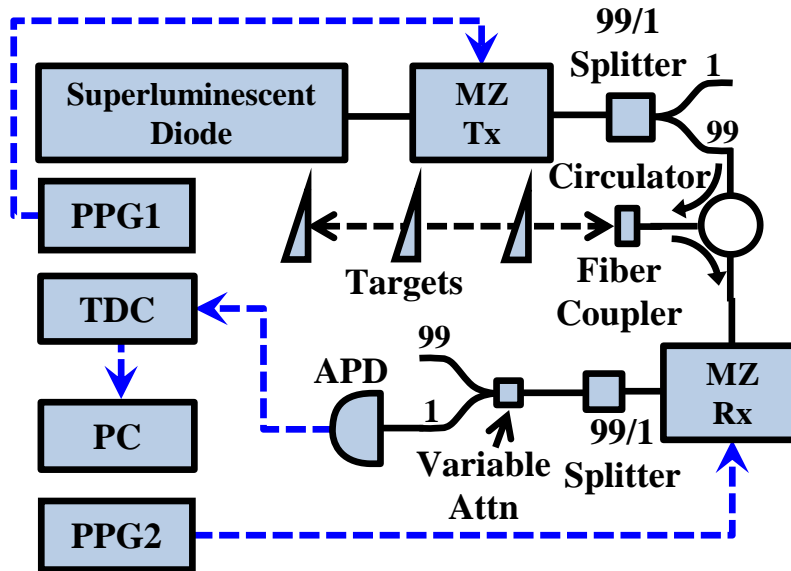 99/1
Splitter
1
99
Superluminescent
Diode
MZ
Tx
Circulator
PPG1
Targets
Fiber
Coupler
TDC
99
APD
1
MZ
Rx
PC
99/1
Splitter
Variable
Attn
PPG2